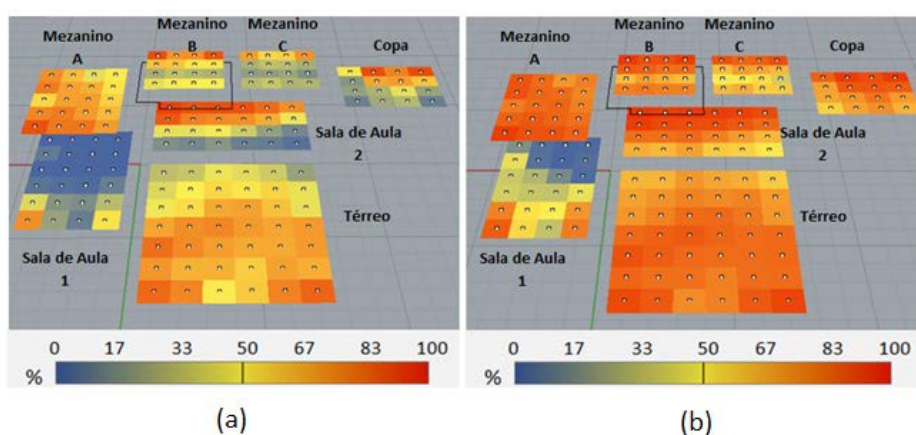 Mezanino
A
Mezanino
B
Mezanino
C
Copa
Sala de Aula
2
Térreo
Sala de Aula
1
0 17 33 50 67 83 100
%
(a)
Mezanino
A
Mezanino
B
Mezanino
C
Copa
Sala de Aula
2
Térreo
Sala de Aula
1
0 17 33 50 67 83 100
%
(b)